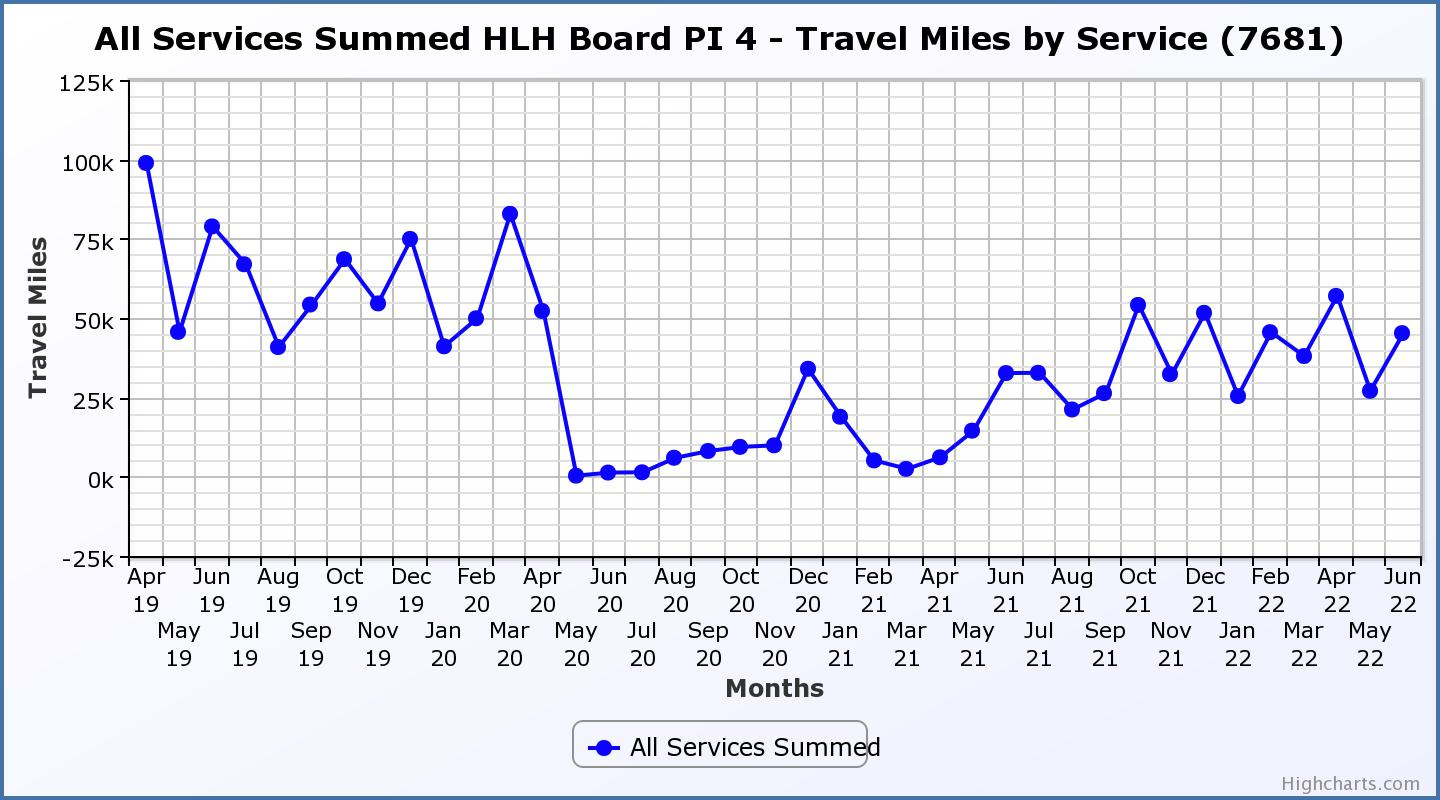 All Services Summed HLH Board PI 4 - Travel Miles by Service (7681)
125k
100k
75k
50k
25k
0k
-25k
Travel Miles
Apr Jun Aug Oct Dec Feb Apr Jun Aug Oct Dec Feb Apr Jun Aug Oct Dec Feb Apr Jun
19 19 19 19 19 20 20 20 20 20 20 21 21 21 21 21 21 22 22 22
May Jul Sep Nov Jan Mar May Jul Sep Nov Jan Mar May Jul Sep Nov Jan Mar May
19 19 19 19 20 20 20 20 20 20 21 21 21 21 21 21 22 22 22
Months
All Services Summed
Highcharts.com